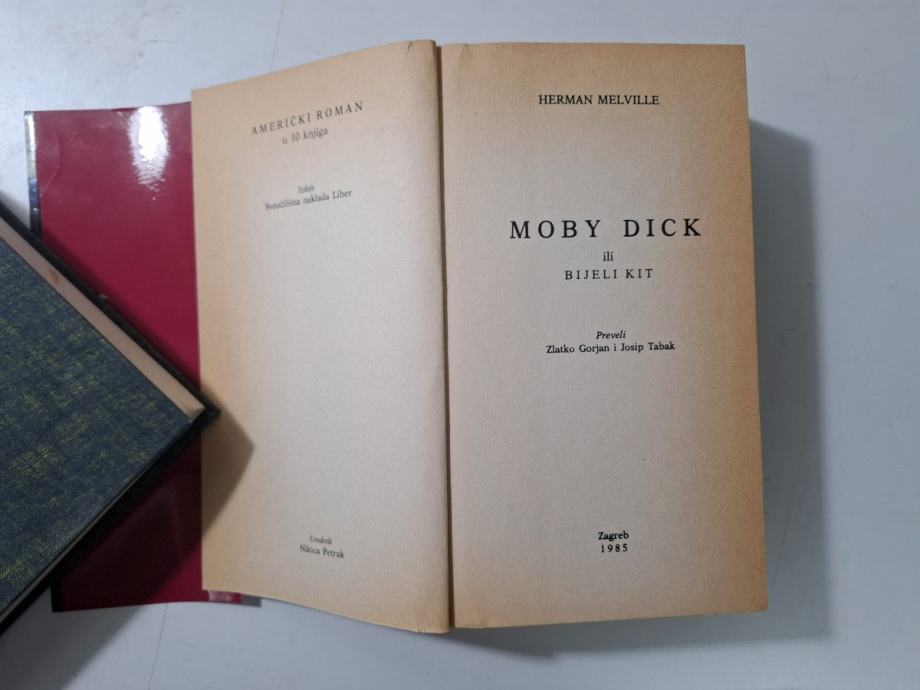 AMERIČKI ROMAN
u 10 knjiga
Izdaje
Sveučilišna naklada Liber
Urednik
Nikica Petrak
HERMAN MELVILLE
MOBY DICK
ili
BIJELI KIT
Preveli
Zlatko Gorjan i Josip Tabak
Zagreb
1985